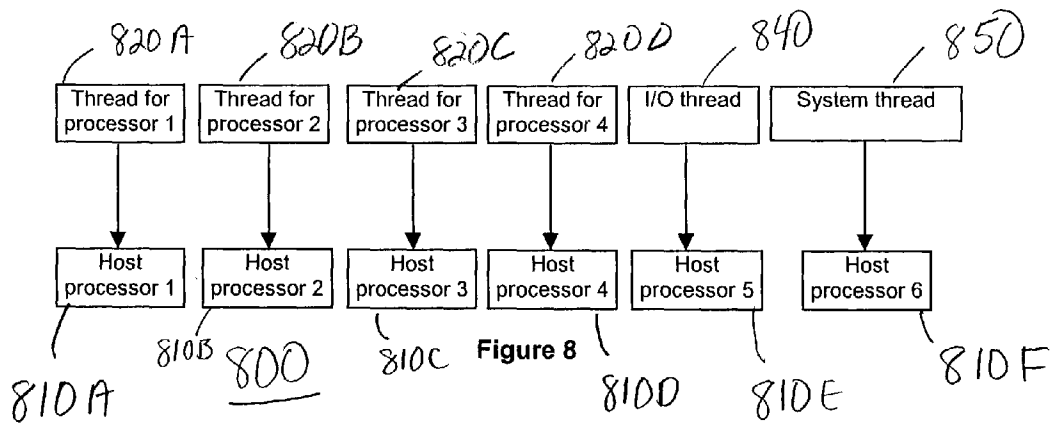 820A 820B 820C 820D 840 850
Thread for processor 1
Thread for processor 2
Thread for processor 3
Thread for processor 4
I/O thread
System thread
Host processor 1
Host processor 2
Host processor 3
Host processor 4
Host processor 5
Host processor 6
810A 810B 800 810C Figure 8 810D 810E 810F